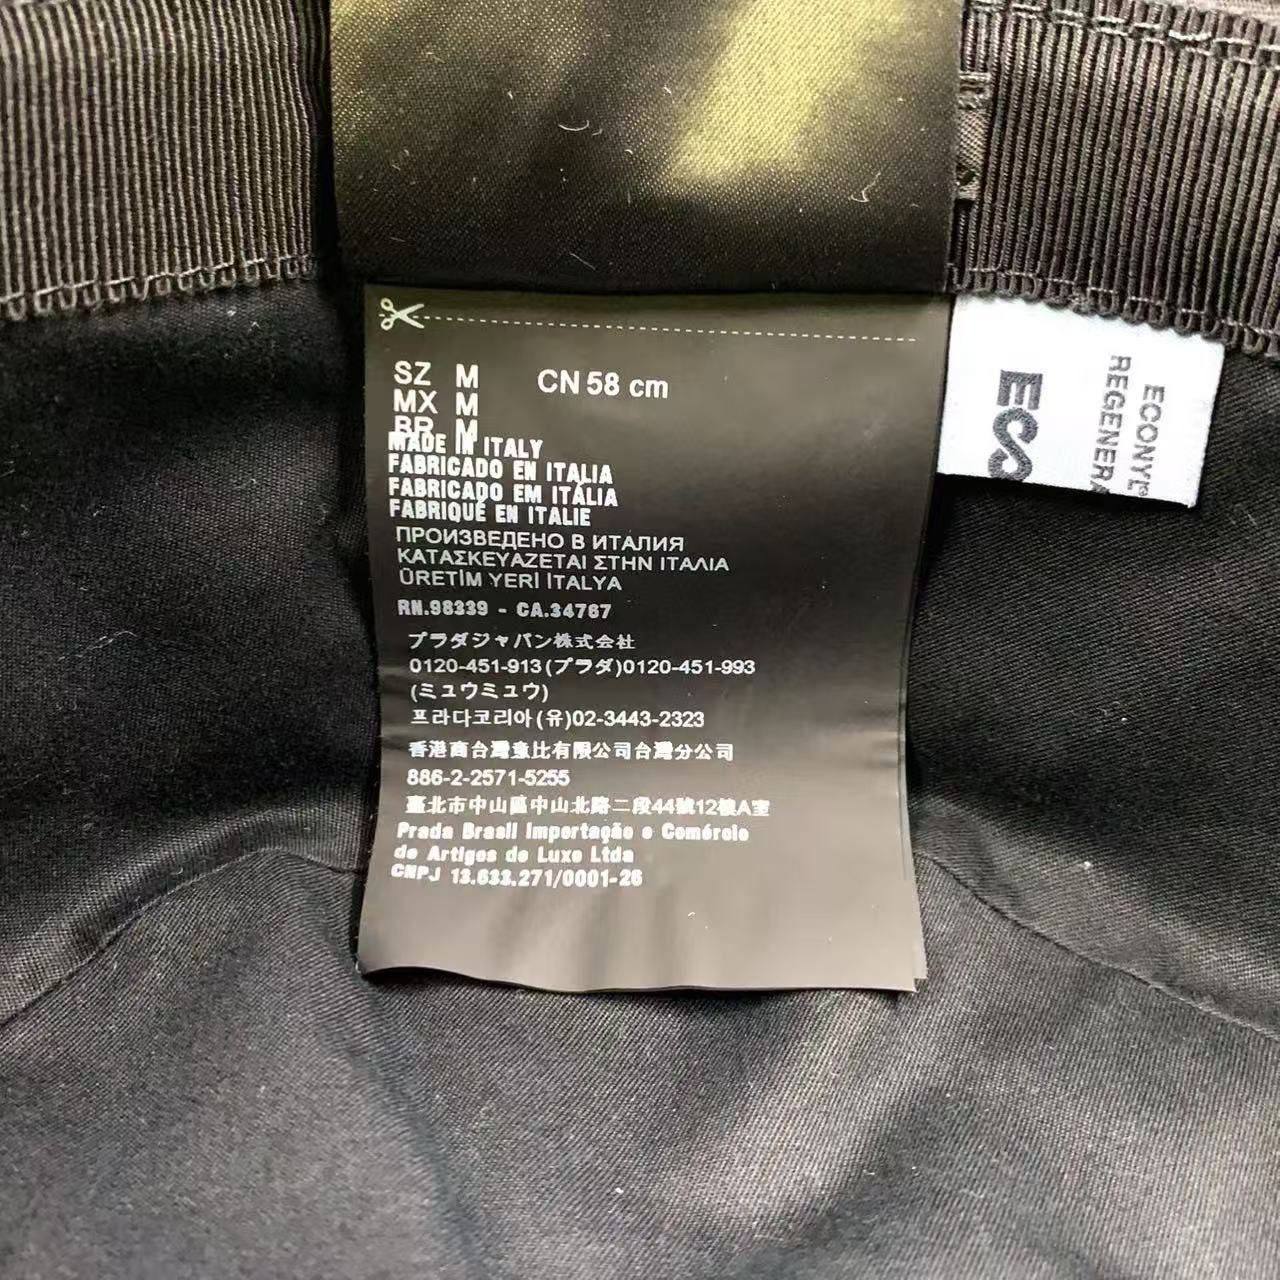 SZ M CN 58 cm
MX M
BR M
MADE IN ITALY
FABRICADO EN ITALIA
FABRICADO EM ITÁLIA
FABRIQUÉ EN ITALIE
ПРОИЗВЕДЕНО В ИТАЛИЯ
ΚΑΤΑΣΚΕΥΑΖΕΤΑΙ ΣΤΗΝ ΙΤΑΛΙΑ
ÜRETİM YERİ İTALYA
RN.98339 - CA.34767
プラダジャパン株式会社
0120-451-913(プラダ)0120-451-993
(ミュウミュウ)
프라다코리아(유)02-3443-2323
香港商台灣童比有限公司台灣分公司
886-2-2571-5255
臺北市中山區中山北路二段44號12樓A室
Prada Brasil Importação e Comércio
de Artigos de Luxo Ltda
CNPJ 13.633.271/0001-26
ECONYL®
REGENERA
ES